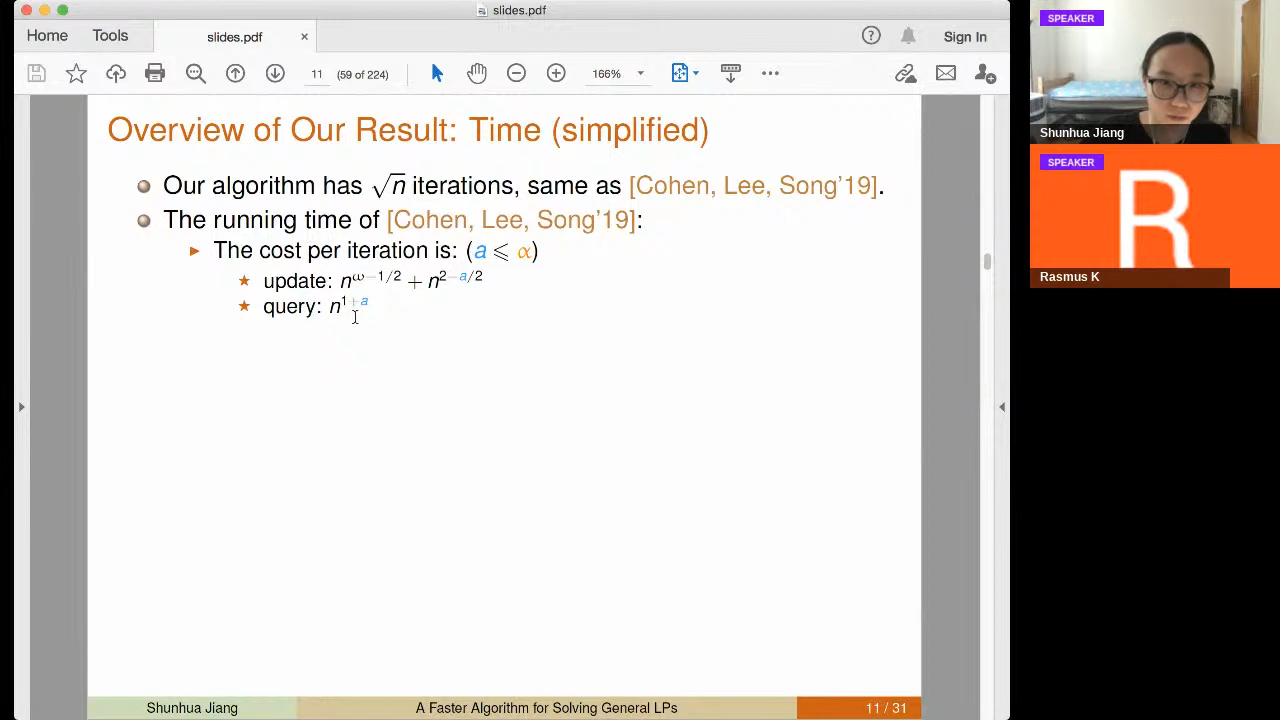 slides.pdf
Home Tools slides.pdf × Sign In
11 (59 of 224) 166%
Overview of Our Result: Time (simplified)
Our algorithm has √n iterations, same as [Cohen, Lee, Song'19].
The running time of [Cohen, Lee, Song'19]:
The cost per iteration is: (a ⩽ α)
update: n^{ω−1/2} + n^{2−a/2}
query: n^{1+a}
Shunhua Jiang A Faster Algorithm for Solving General LPs 11 / 31
SPEAKER
Shunhua Jiang
SPEAKER
R
Rasmus K